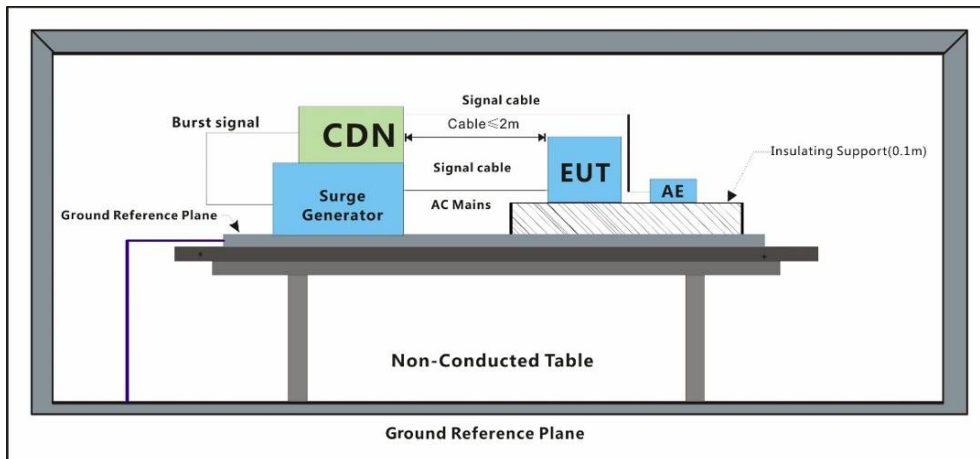 Signal cable
Burst signal
CDN
Cable≤2m
Insulating Support(0.1m)
Signal cable
EUT
AE
Surge
Generator
AC Mains
Ground Reference Plane
Non-Conducted Table
Ground Reference Plane